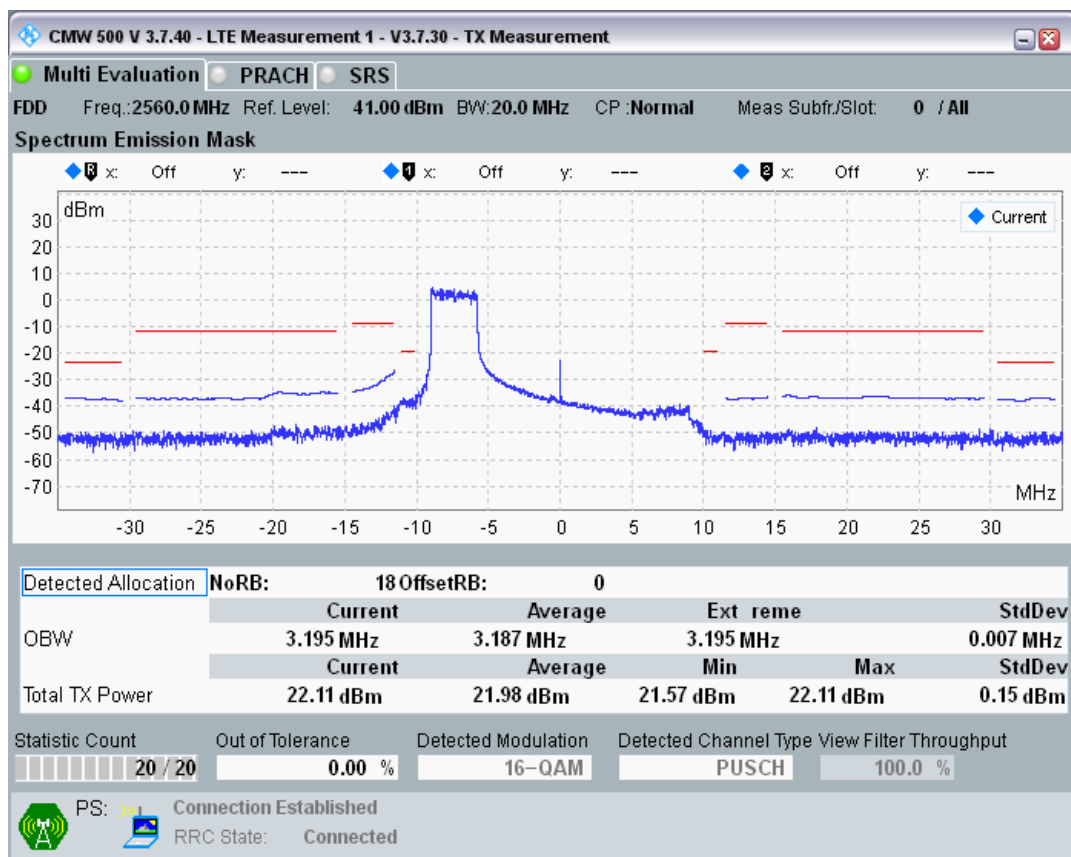 CMW 500 V 3.7.40 - LTE Measurement 1 - V3.7.30 - TX Measurement
Multi Evaluation PRACH SRS
FDD Freq.:2560.0 MHz Ref. Level: 41.00 dBm BW:20.0 MHz CP :Normal Meas Subfr./Slot: 0 / All
Spectrum Emission Mask
R x: Off y: --- 1 x: Off y: --- 2 x: Off y: ---
dBm
Current
30
20
10
0
-10
-20
-30
-40
-50
-60
-70
MHz
-30 -25 -20 -15 -10 -5 0 5 10 15 20 25 30
Detected Allocation NoRB: 18 OffsetRB: 0
Current Average Ext reme StdDev
OBW 3.195 MHz 3.187 MHz 3.195 MHz 0.007 MHz
Current Average Min Max StdDev
Total TX Power 22.11 dBm 21.98 dBm 21.57 dBm 22.11 dBm 0.15 dBm
Statistic Count Out of Tolerance Detected Modulation Detected Channel Type View Filter Throughput
20 / 20 0.00 % 16-QAM PUSCH 100.0 %
PS: Connection Established
RRC State: Connected